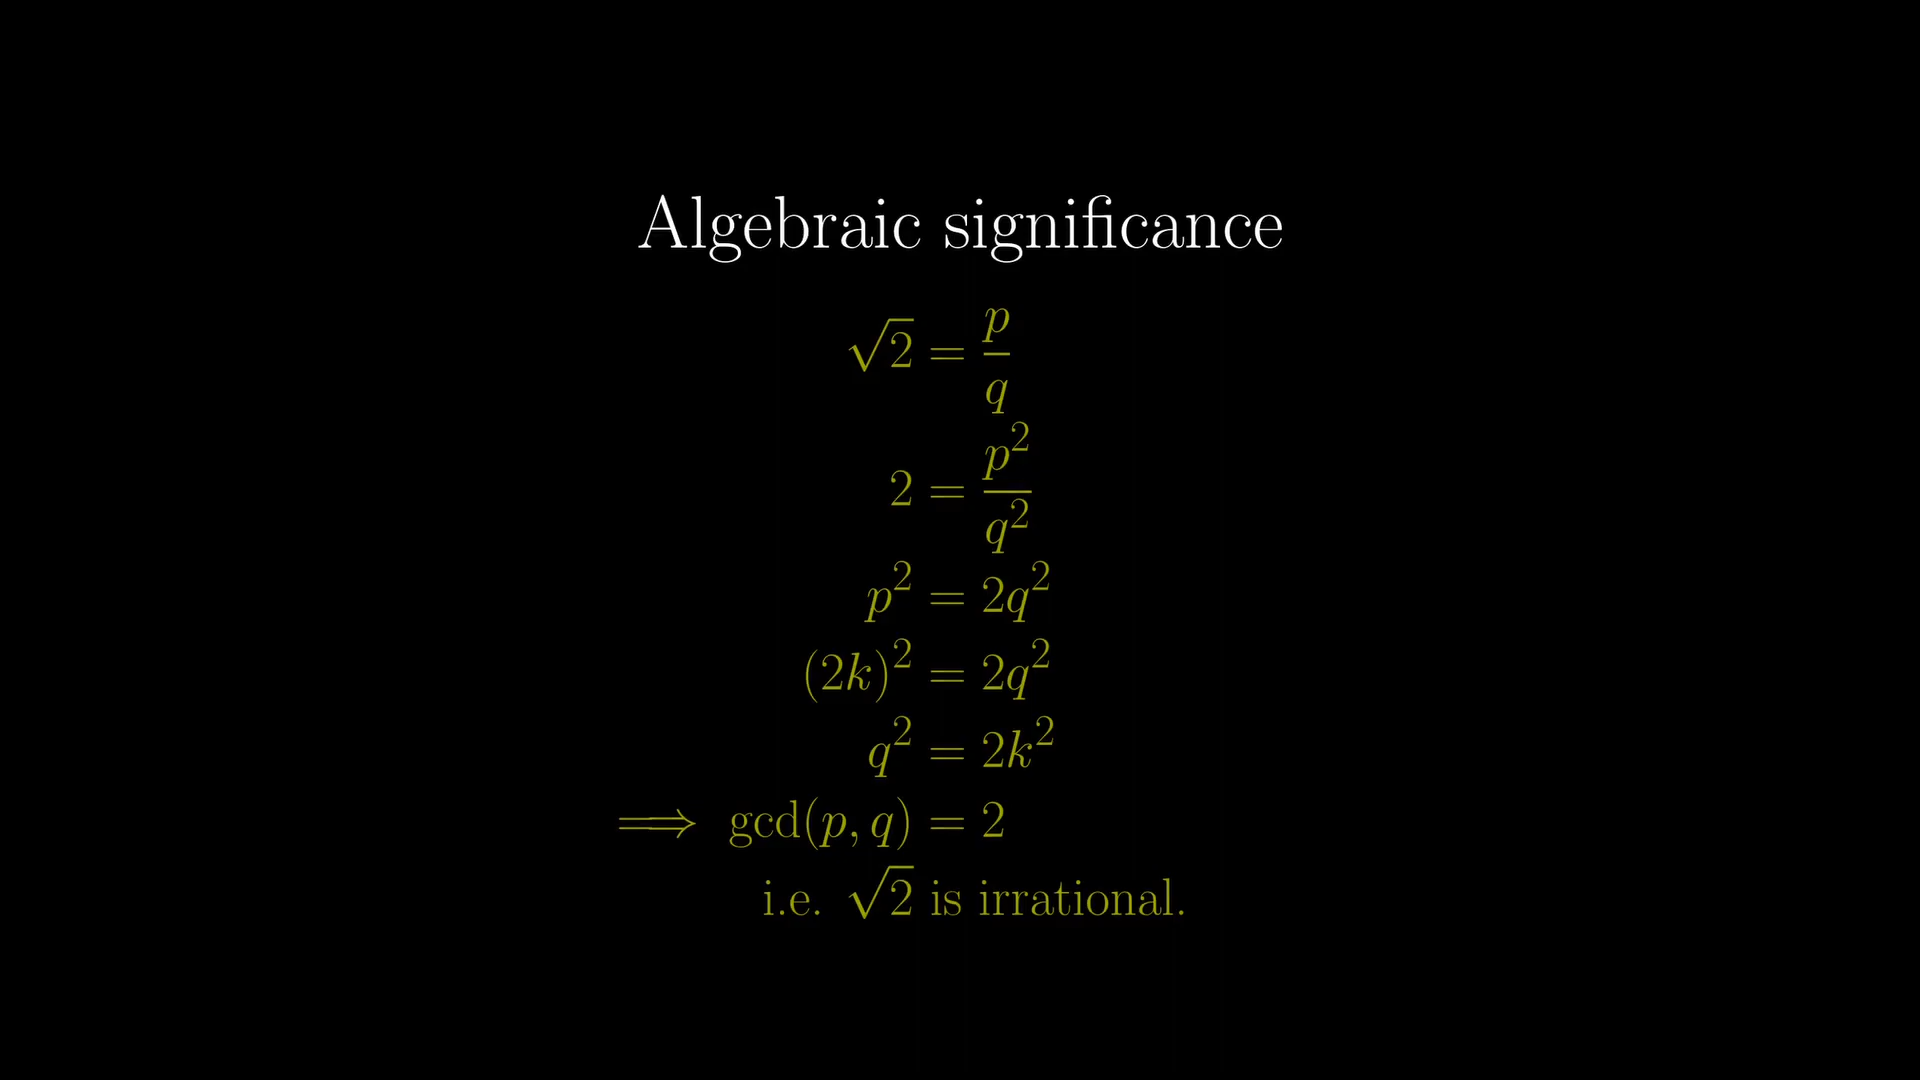 Algebraic significance
√2 = p/q
2 = p²/q²
p² = 2q²
(2k)² = 2q²
q² = 2k²
⟹ gcd(p, q) = 2
i.e. √2 is irrational.